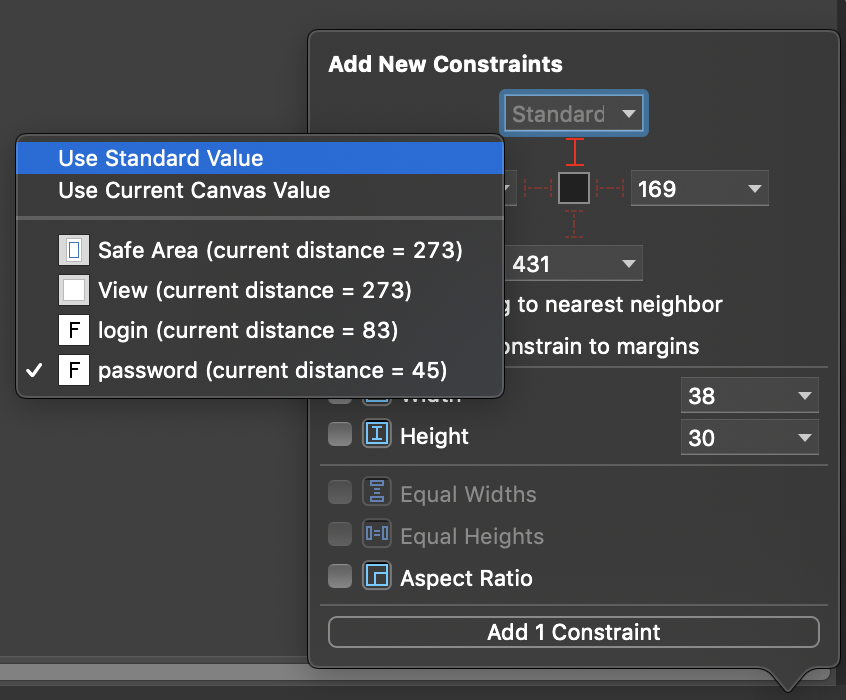 Add New Constraints
Standard
Use Standard Value
Use Current Canvas Value
169
Safe Area (current distance = 273)
431
View (current distance = 273)
to nearest neighbor
F login (current distance = 83)
onstrain to margins
✓ F password (current distance = 45)
Width
38
Height
30
Equal Widths
Equal Heights
Aspect Ratio
Add 1 Constraint